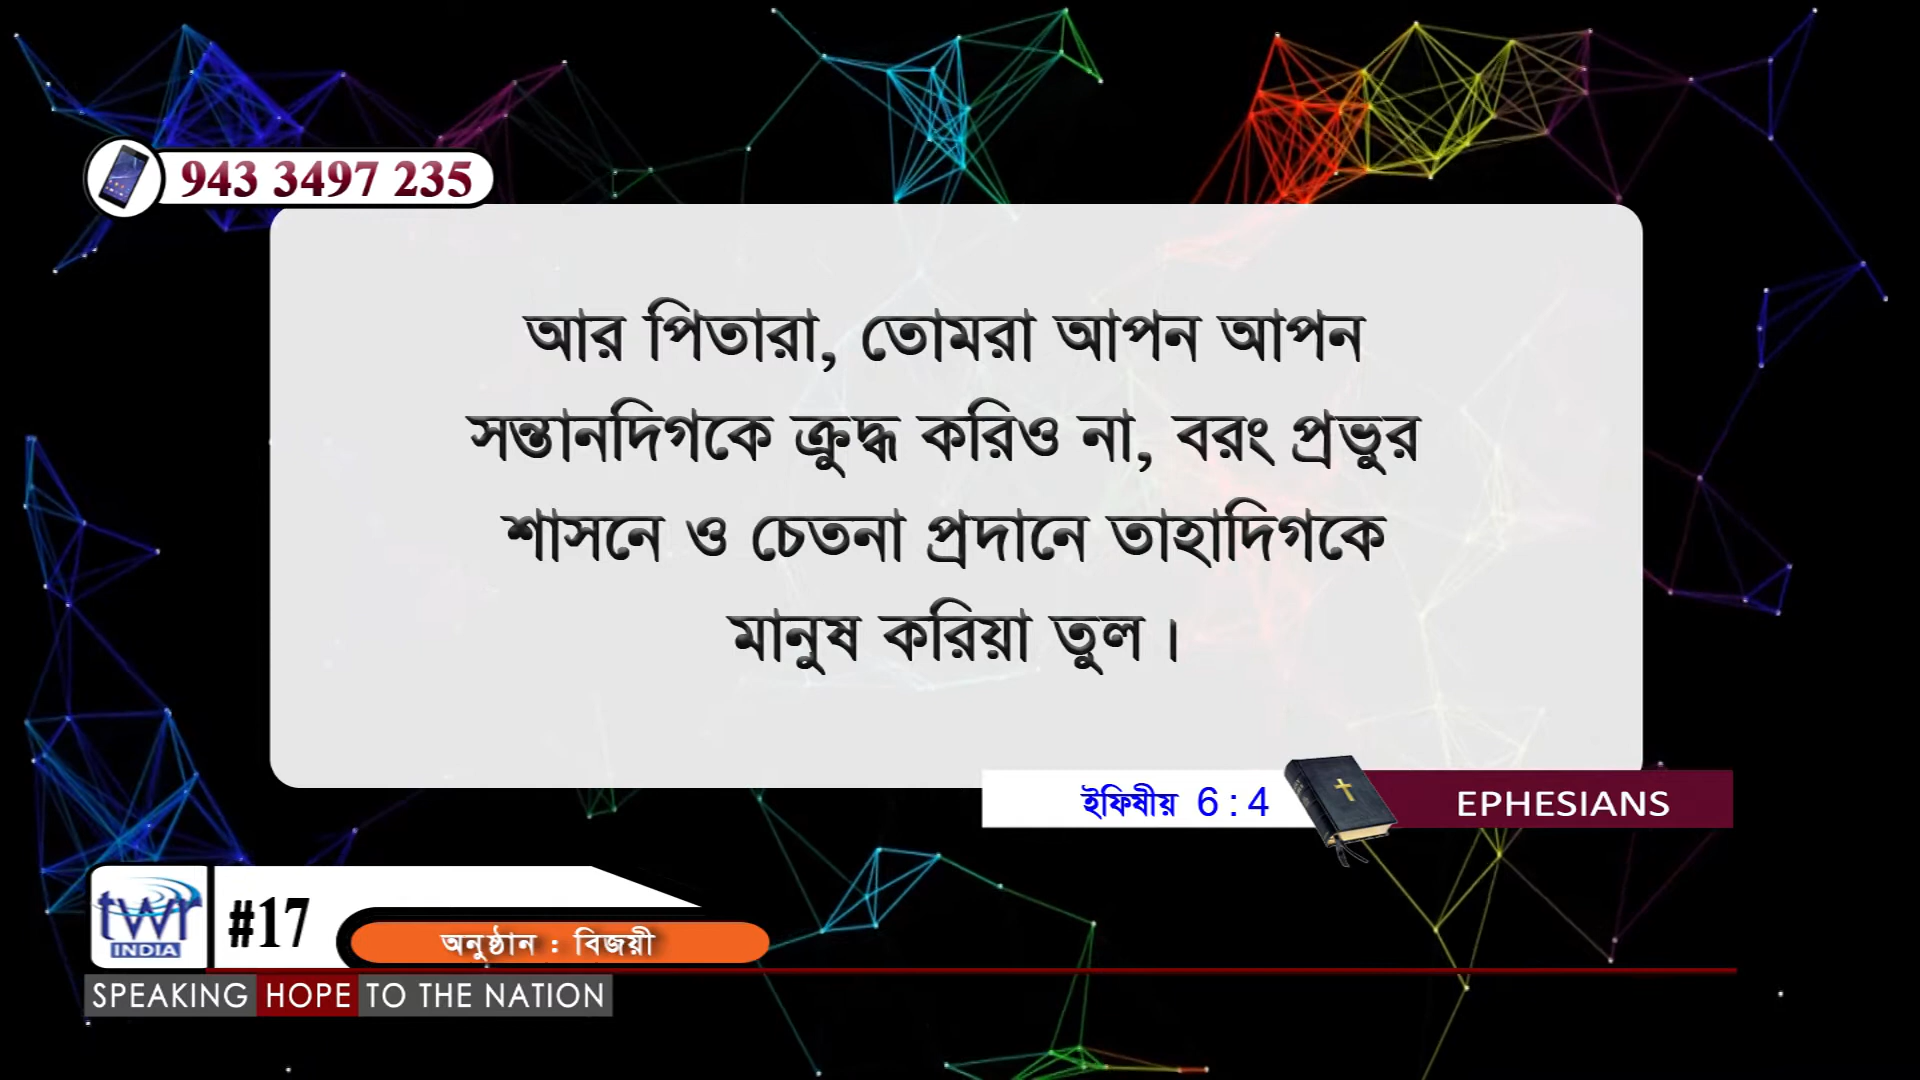 943 3497 235
আর পিতারা, তোমরা আপন আপন
সন্তানদিগকে ক্রুদ্ধ করিও না, বরং প্রভুর
শাসনে ও চেতনা প্রদানে তাহাদিগকে
মানুষ করিয়া তুল।
ইফিষীয় 6 : 4
EPHESIANS
twr
INDIA
#17
অনুষ্ঠান : বিজয়ী
SPEAKING HOPE TO THE NATION